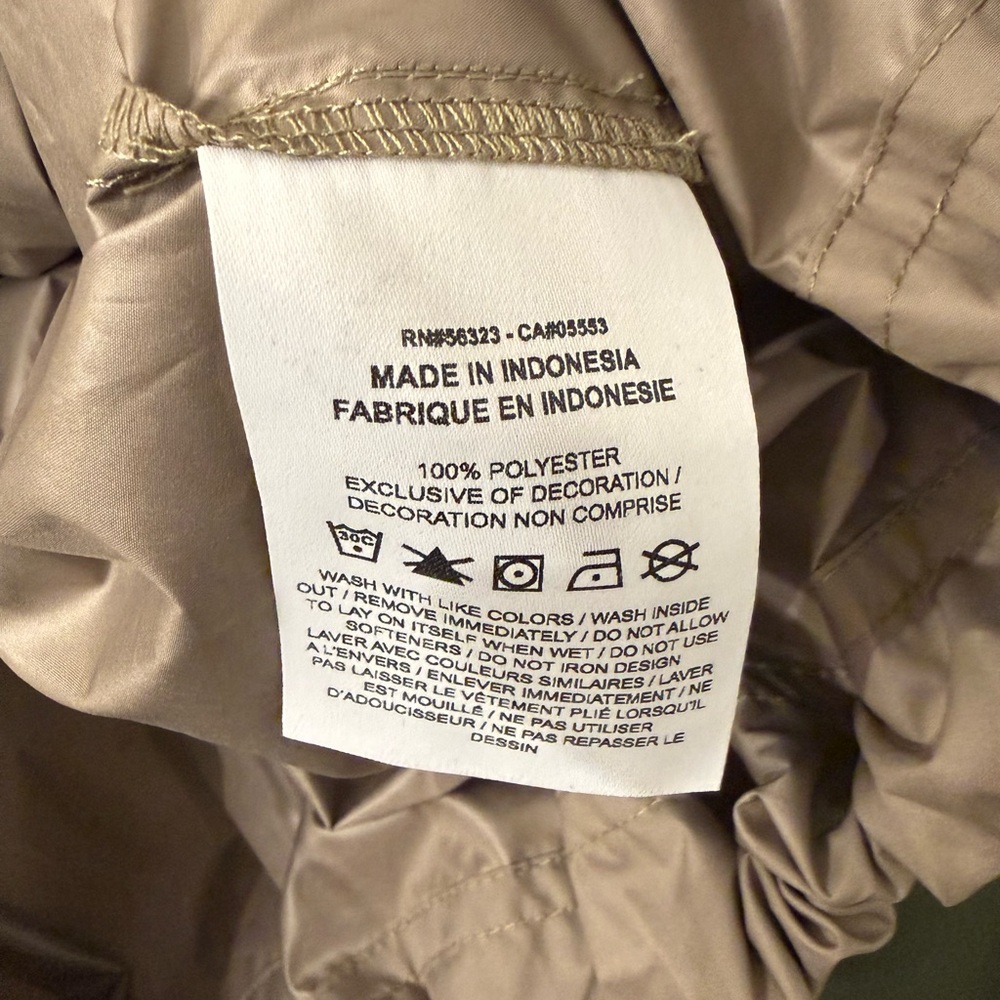 RN#56323 - CA#05553
MADE IN INDONESIA
FABRIQUE EN INDONESIE
100% POLYESTER
EXCLUSIVE OF DECORATION /
DECORATION NON COMPRISE
30C
WASH WITH LIKE COLORS / WASH INSIDE
OUT / REMOVE IMMEDIATELY / DO NOT ALLOW
TO LAY ON ITSELF WHEN WET / DO NOT USE
SOFTENERS / DO NOT IRON DESIGN
LAVER AVEC COULEURS SIMILAIRES / LAVER
A L'ENVERS / ENLEVER IMMEDIATEMENT / NE
PAS LAISSER LE VÊTEMENT PLIÉ LORSQU'IL
EST MOUILLÉ / NE PAS UTILISER
D'ADOUCISSEUR / NE PAS REPASSER LE
DESSIN